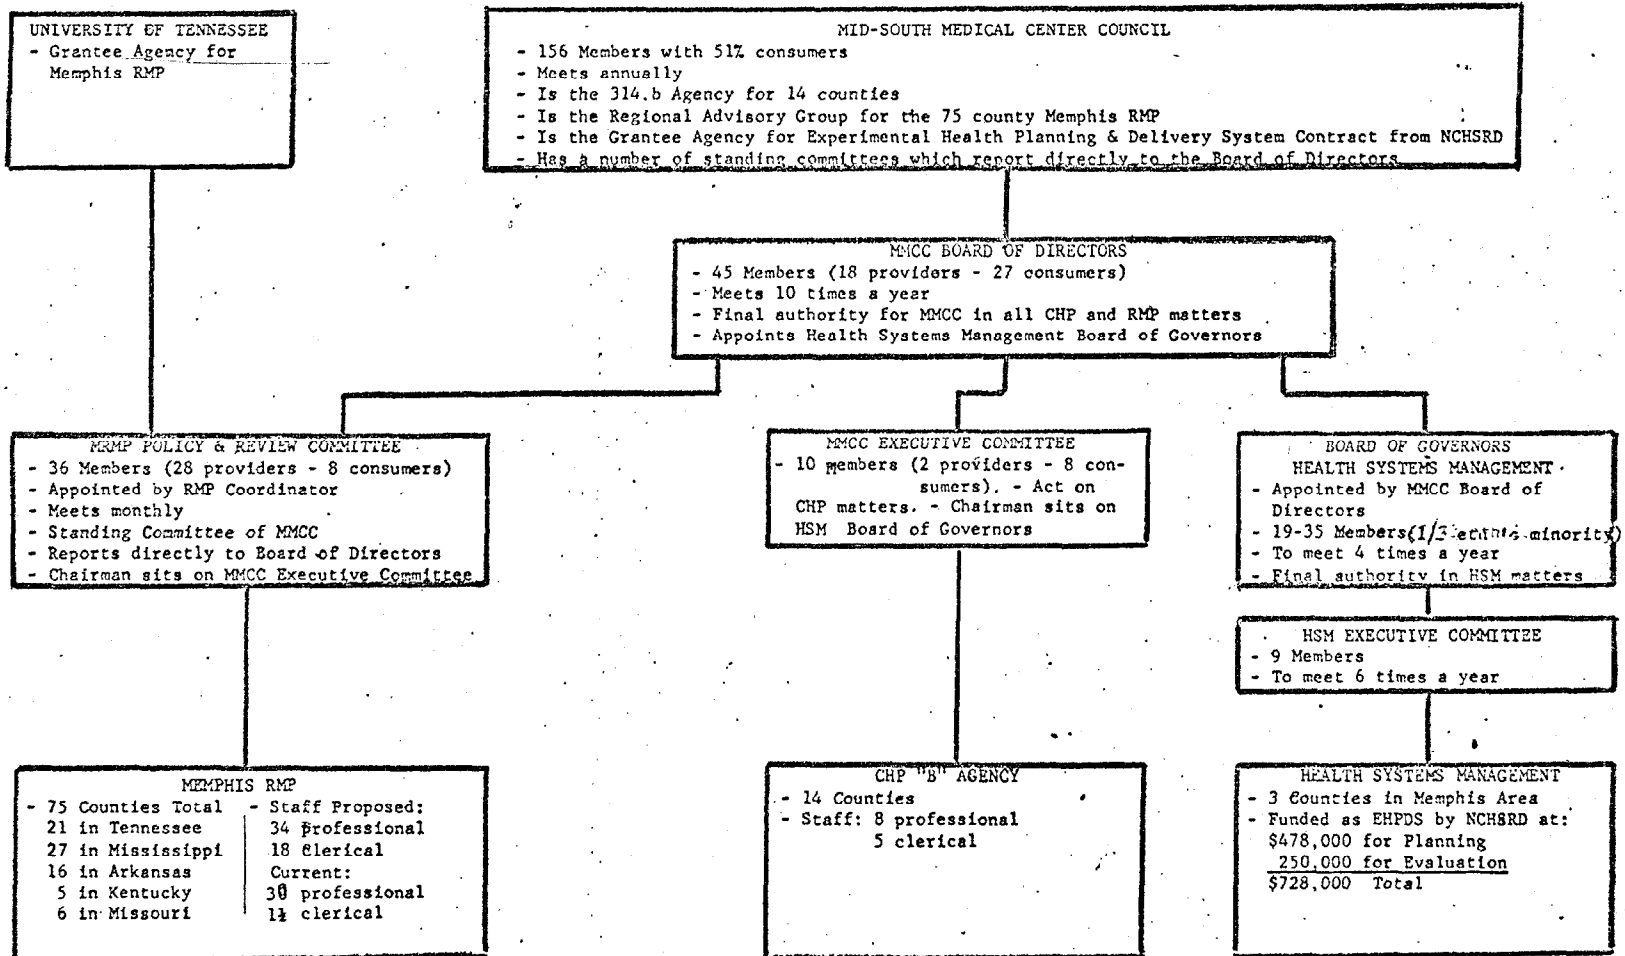 UNIVERSITY OF TENNESSEE
- Grantee Agency for
Memphis RMP
MID-SOUTH MEDICAL CENTER COUNCIL
- 156 Members with 51% consumers
- Meets annually
- Is the 314.b Agency for 14 counties
- Is the Regional Advisory Group for the 75 county Memphis RMP
- Is the Grantee Agency for Experimental Health Planning & Delivery System Contract from NCHSRD
- Has a number of standing committees which report directly to the Board of Directors
MMCC BOARD OF DIRECTORS
- 45 Members (18 providers - 27 consumers)
- Meets 10 times a year
- Final authority for MMCC in all CHP and RMP matters
- Appoints Health Systems Management Board of Governors
MRMP POLICY & REVIEW COMMITTEE
- 36 Members (28 providers - 8 consumers)
- Appointed by RMP Coordinator
- Meets monthly
- Standing Committee of MMCC
- Reports directly to Board of Directors
- Chairman sits on MMCC Executive Committee
MMCC EXECUTIVE COMMITTEE
- 10 members (2 providers - 8 con-
sumers). - Act on
CHP matters. - Chairman sits on
HSM Board of Governors
BOARD OF GOVERNORS
HEALTH SYSTEMS MANAGEMENT
- Appointed by MMCC Board of
Directors
- 19-35 Members (1/3 minority)
- To meet 4 times a year
- Final authority in HSM matters
HSM EXECUTIVE COMMITTEE
- 9 Members
- To meet 6 times a year
MEMPHIS RMP
- 75 Counties Total
21 in Tennessee
27 in Mississippi
16 in Arkansas
5 in Kentucky
6 in Missouri
- Staff Proposed:
34 professional
18 clerical
Current:
30 professional
clerical
CHP "B" AGENCY
- 14 Counties
- Staff: 8 professional
5 clerical
HEALTH SYSTEMS MANAGEMENT
- 3 Counties in Memphis Area
- Funded as EHPDS by NCHSRD at:
$478,000 for Planning
250,000 for Evaluation
$728,000 Total